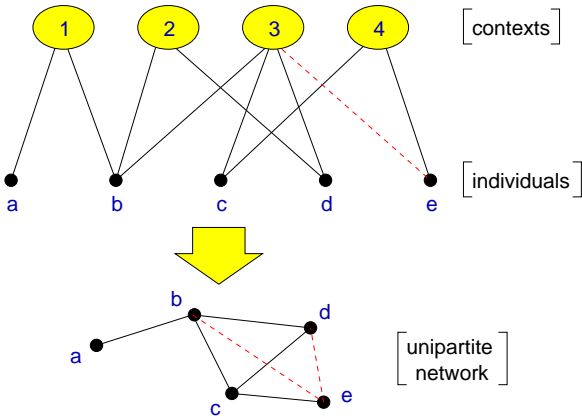 1 2 3 4 [contexts]
a b c d e [individuals]
b d
a
c e
[unipartite
network]